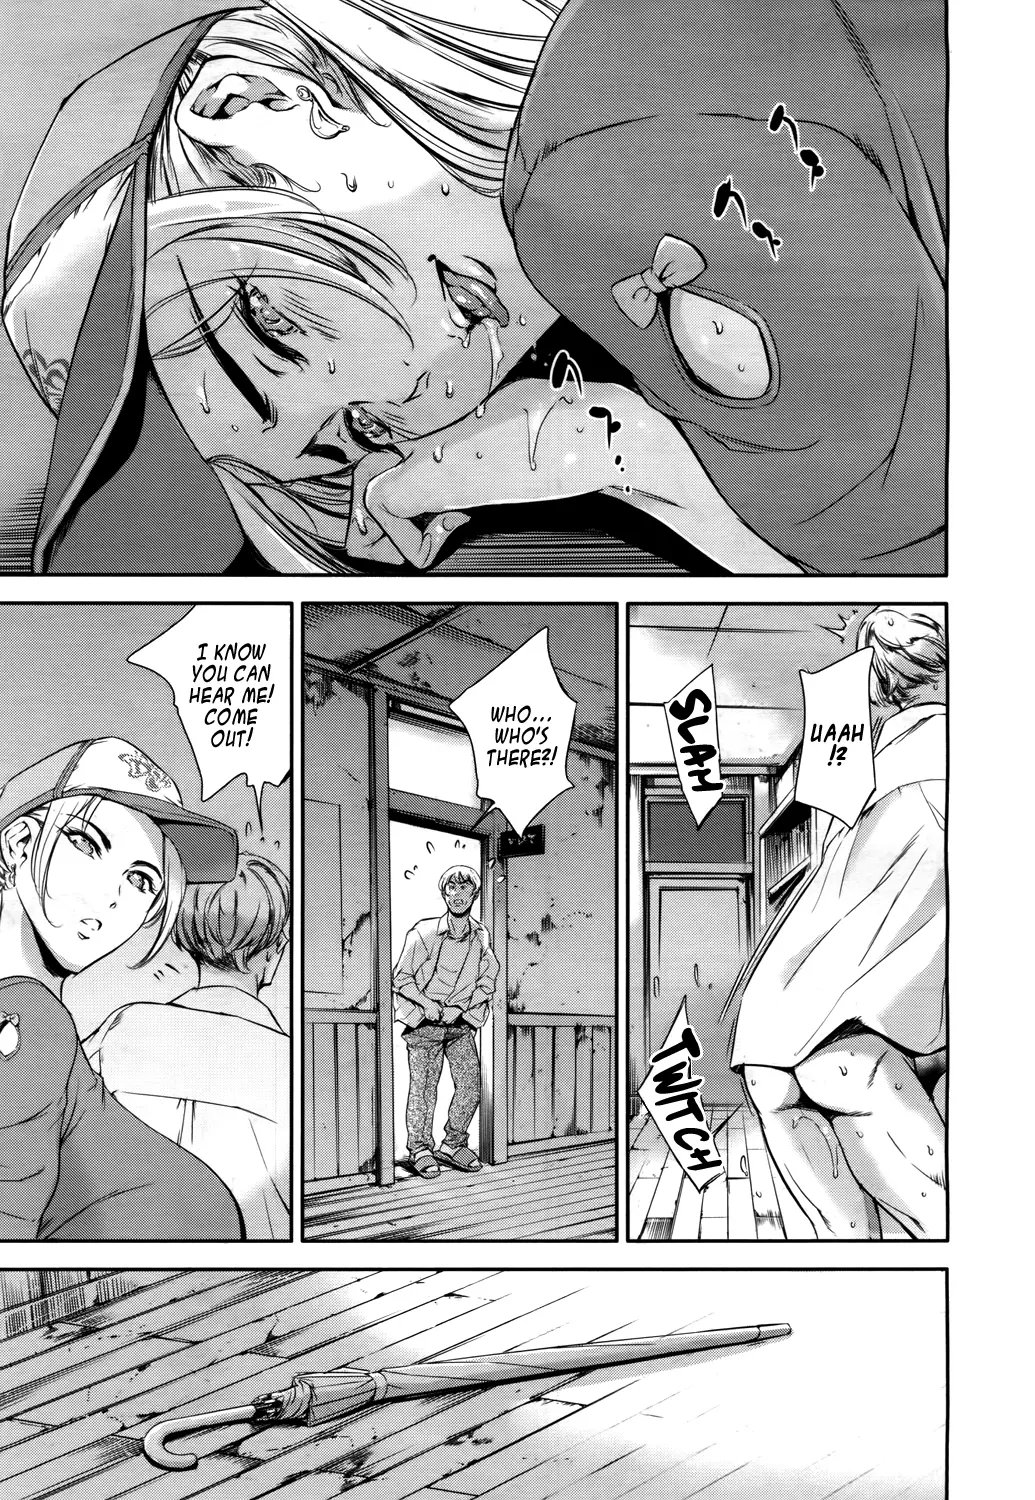 UAAH
!?
SLAM
TWITCH
WHO...
WHO'S
THERE?!
I KNOW
YOU CAN
HEAR ME!
COME
OUT!